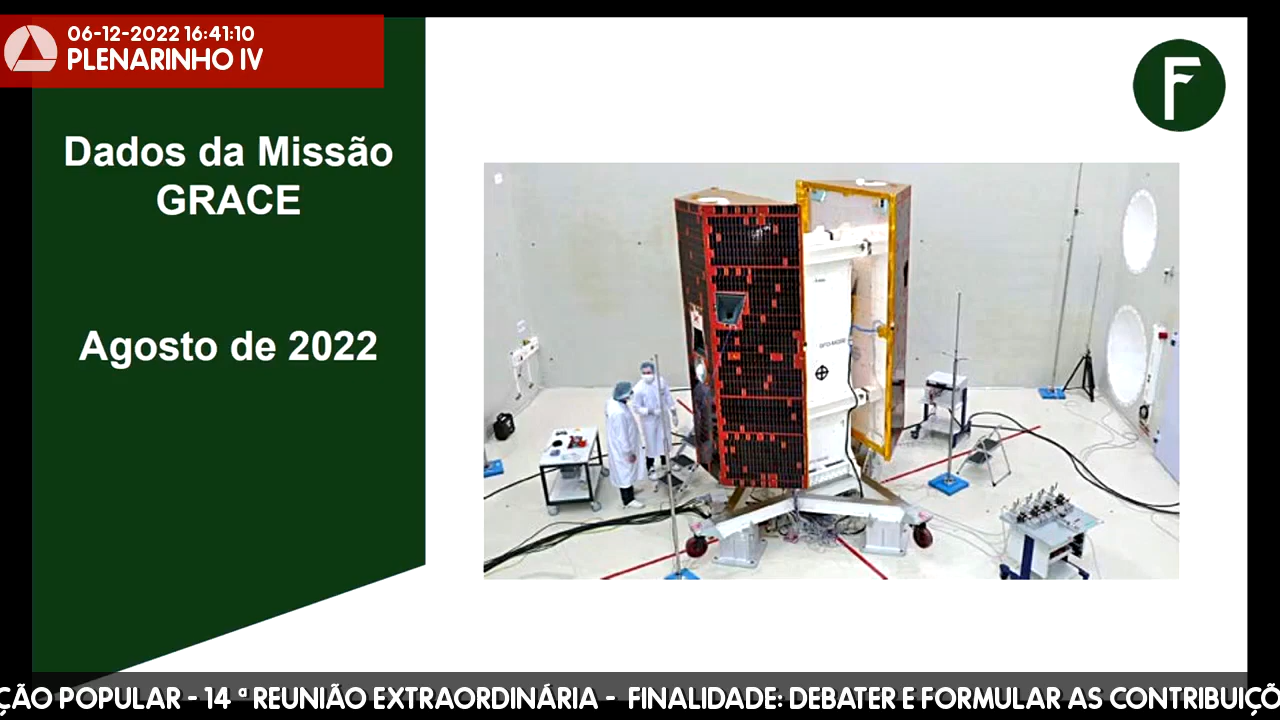 06-12-2022 16:41:10
PLENARINHO IV
F
Dados da Missão
GRACE
Agosto de 2022
ÇÃO POPULAR - 14 ª REUNIÃO EXTRAORDINÁRIA - FINALIDADE: DEBATER E FORMULAR AS CONTRIBUIÇÕ